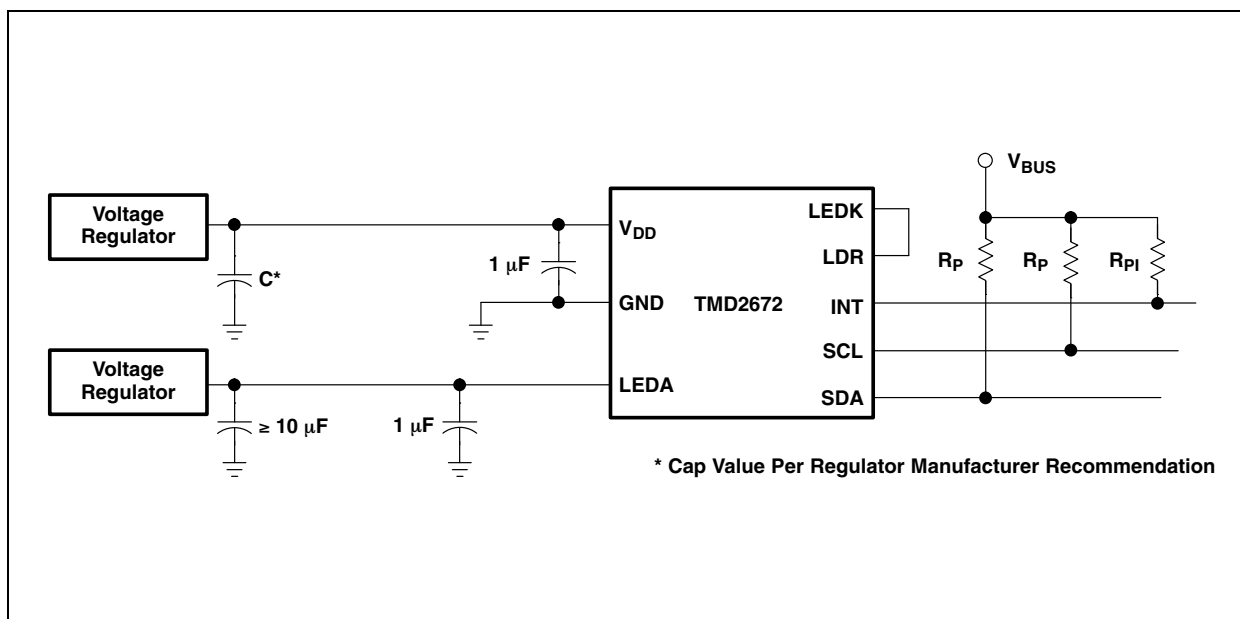 V_BUS
Voltage
Regulator
LEDK
V_DD
LDR
R_P
R_P
R_PI
1 μF
C*
GND
TMD2672
INT
Voltage
Regulator
SCL
LEDA
SDA
≥ 10 μF
1 μF
* Cap Value Per Regulator Manufacturer Recommendation